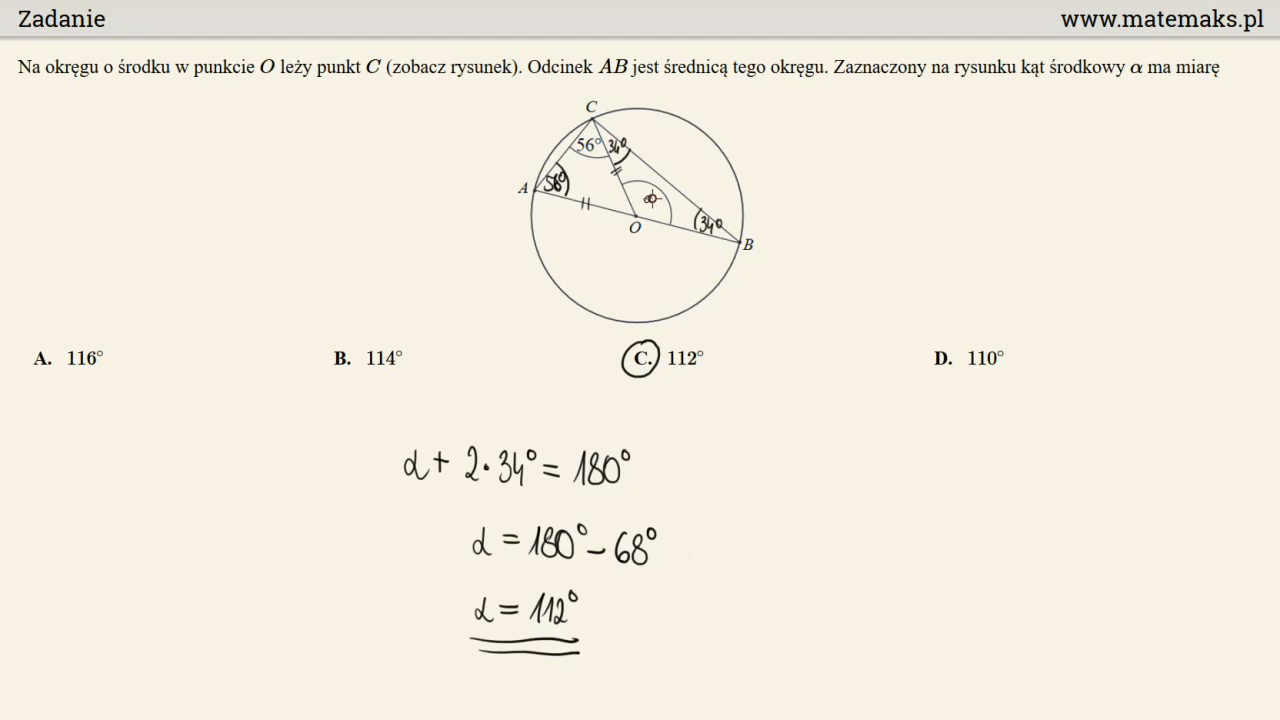 Zadanie
www.matemaks.pl
Na okręgu o środku w punkcie O leży punkt C (zobacz rysunek). Odcinek AB jest średnicą tego okręgu. Zaznaczony na rysunku kąt środkowy α ma miarę
C
56° 34°
A 56°
α
34°
O
B
A. 116° B. 114° C. 112° D. 110°
α + 2·34° = 180°
α = 180° - 68°
α = 112°